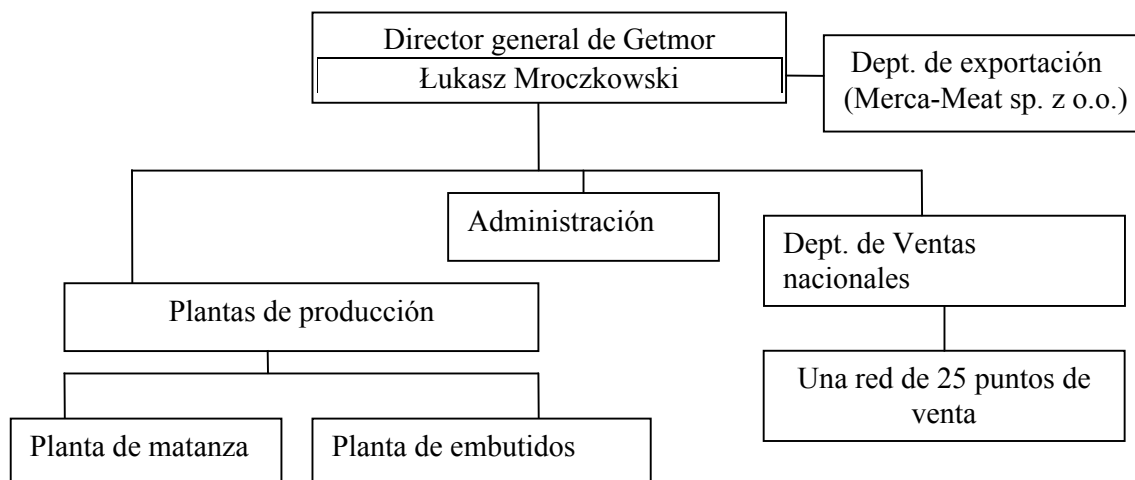 Director general de Getmor
Łukasz Mroczkowski
Dept. de exportación
(Merca-Meat sp. z o.o.)
Administración
Dept. de Ventas
nacionales
Plantas de producción
Una red de 25 puntos de
venta
Planta de matanza
Planta de embutidos